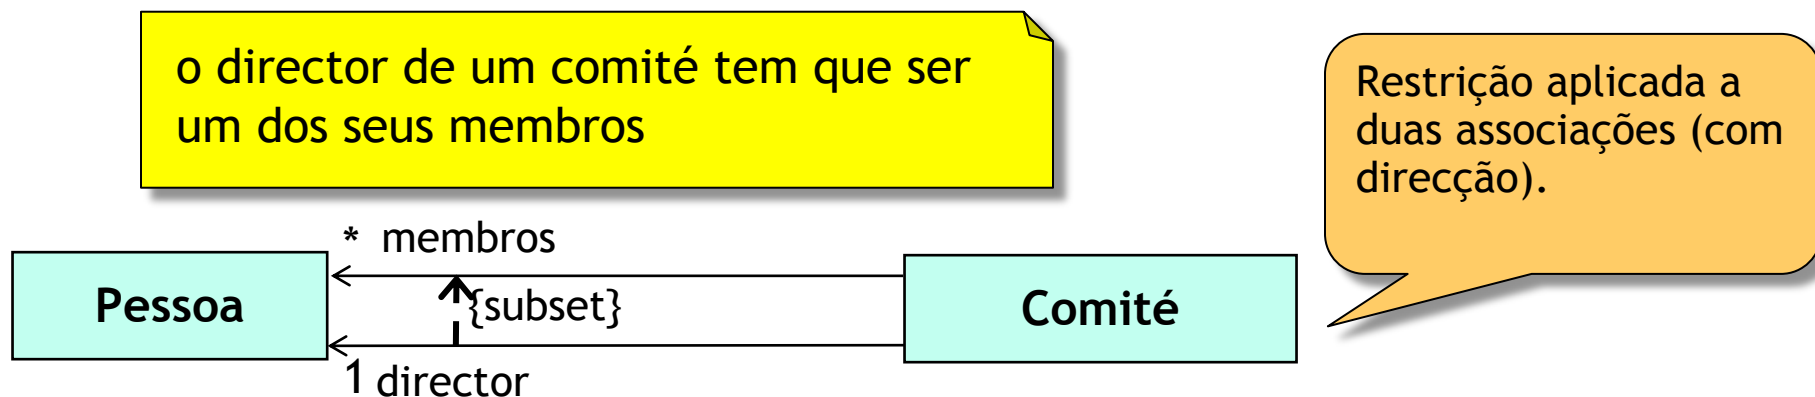 o director de um comité tem que ser
um dos seus membros
Restrição aplicada a
duas associações (com
direcção).
* membros
Pessoa
{subset}
Comité
1 director